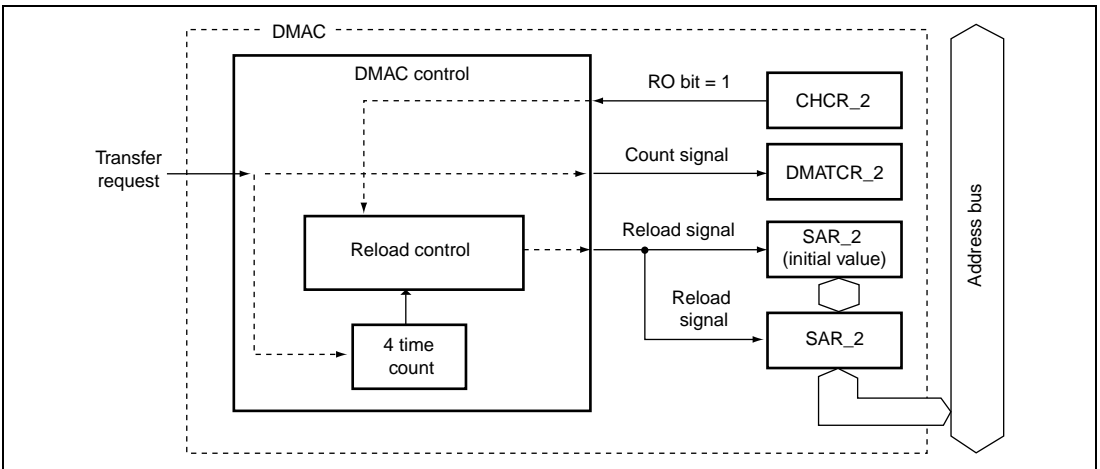 DMAC
DMAC control
RO bit = 1
CHCR_2
Transfer
request
Count signal
DMATCR_2
Reload control
Reload signal
SAR_2
(initial value)
Reload
signal
SAR_2
4 time
count
Address bus